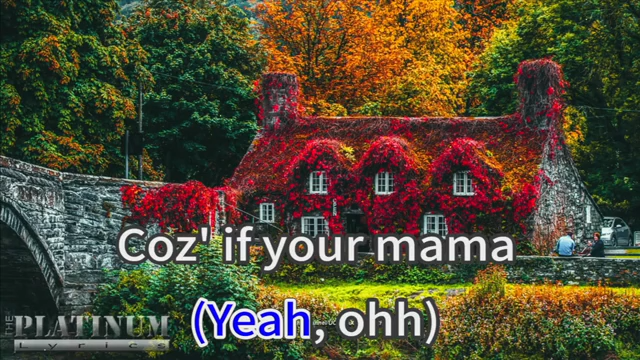 Coz' if your mama
(Yeah, ohh)
THE PLATINUM
Lyrics